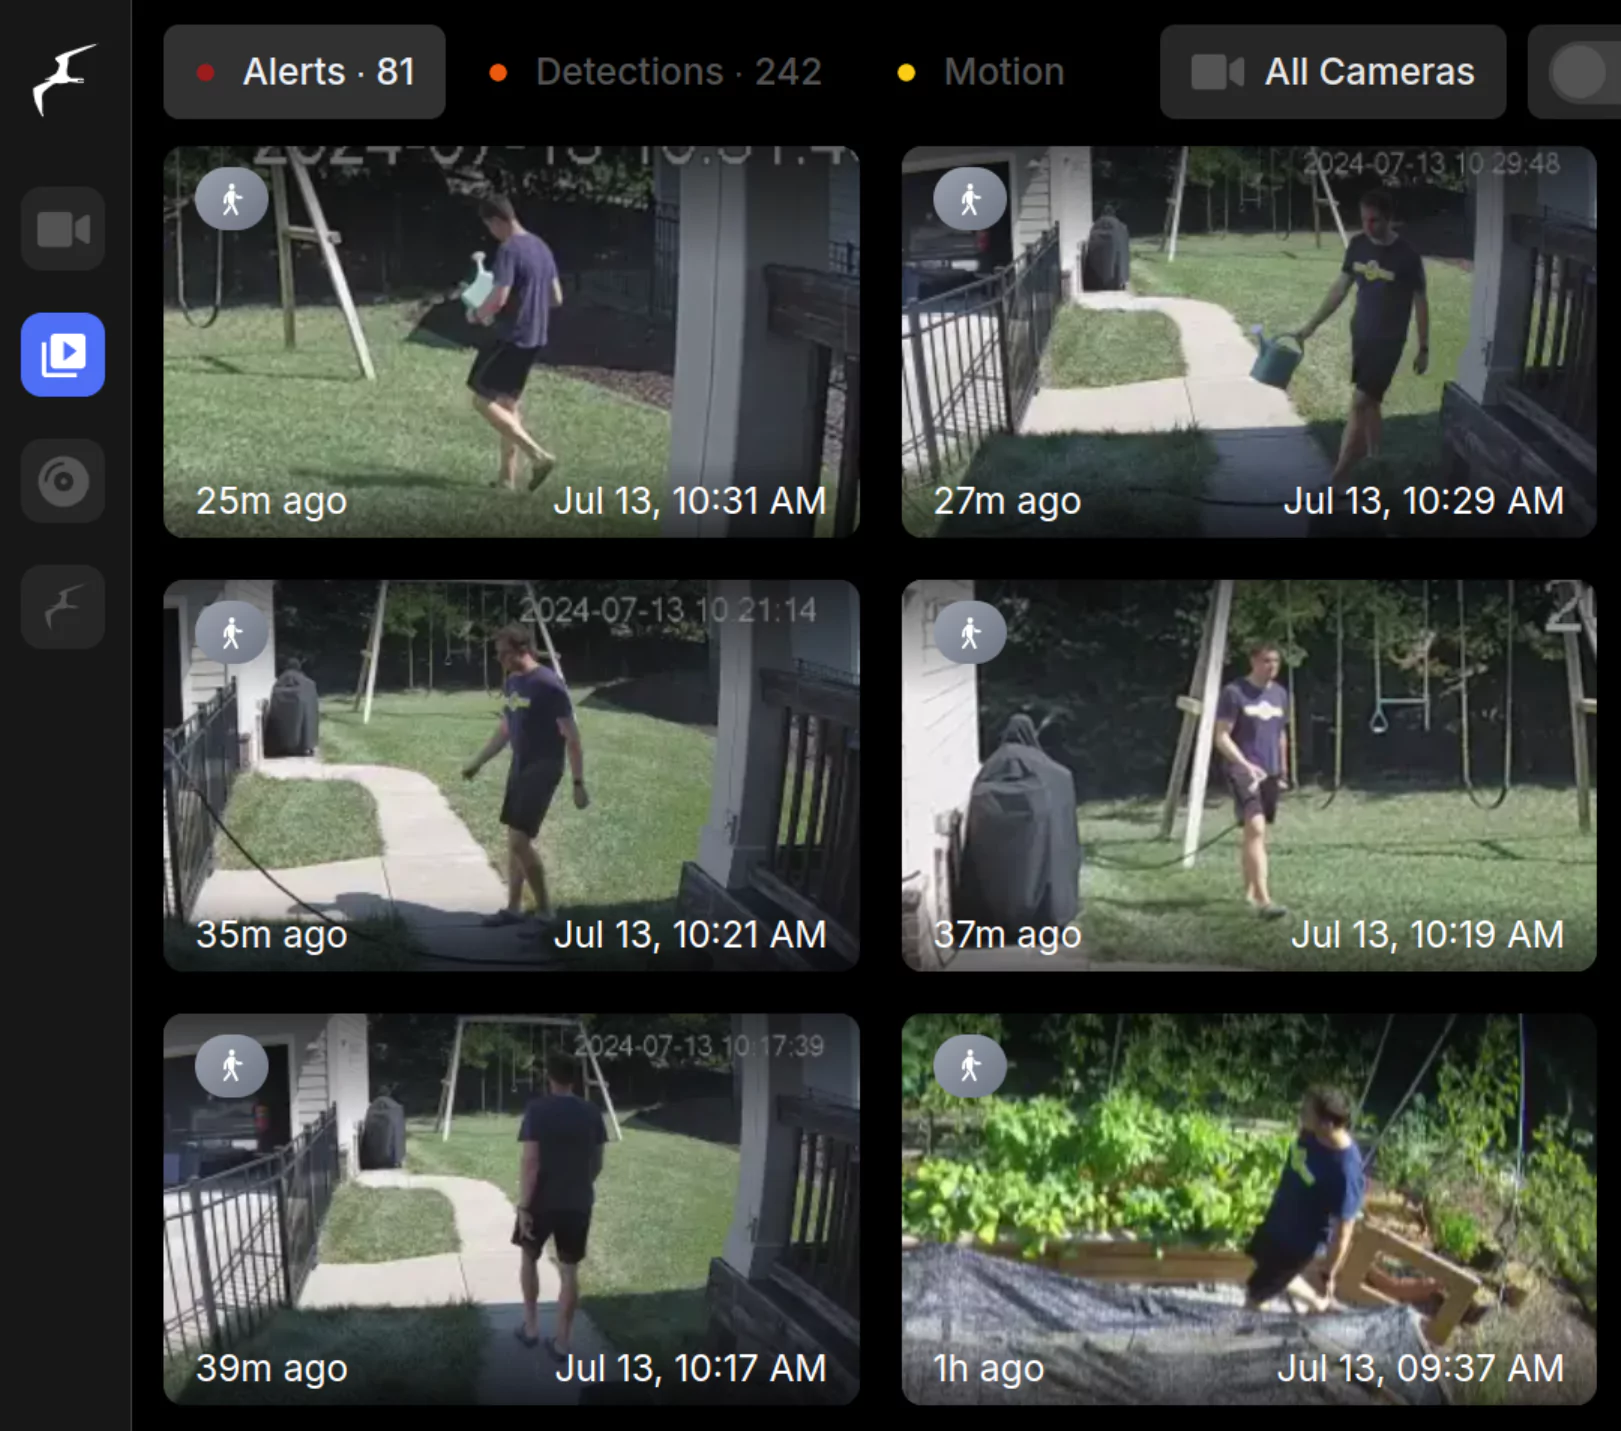 Alerts · 81
Detections · 242
Motion
All Cameras
25m ago
Jul 13, 10:31 AM
2024-07-13 10:29:48
27m ago
Jul 13, 10:29 AM
2024-07-13 10:21:14
35m ago
Jul 13, 10:21 AM
37m ago
Jul 13, 10:19 AM
2024-07-13 10:17:39
39m ago
Jul 13, 10:17 AM
1h ago
Jul 13, 09:37 AM